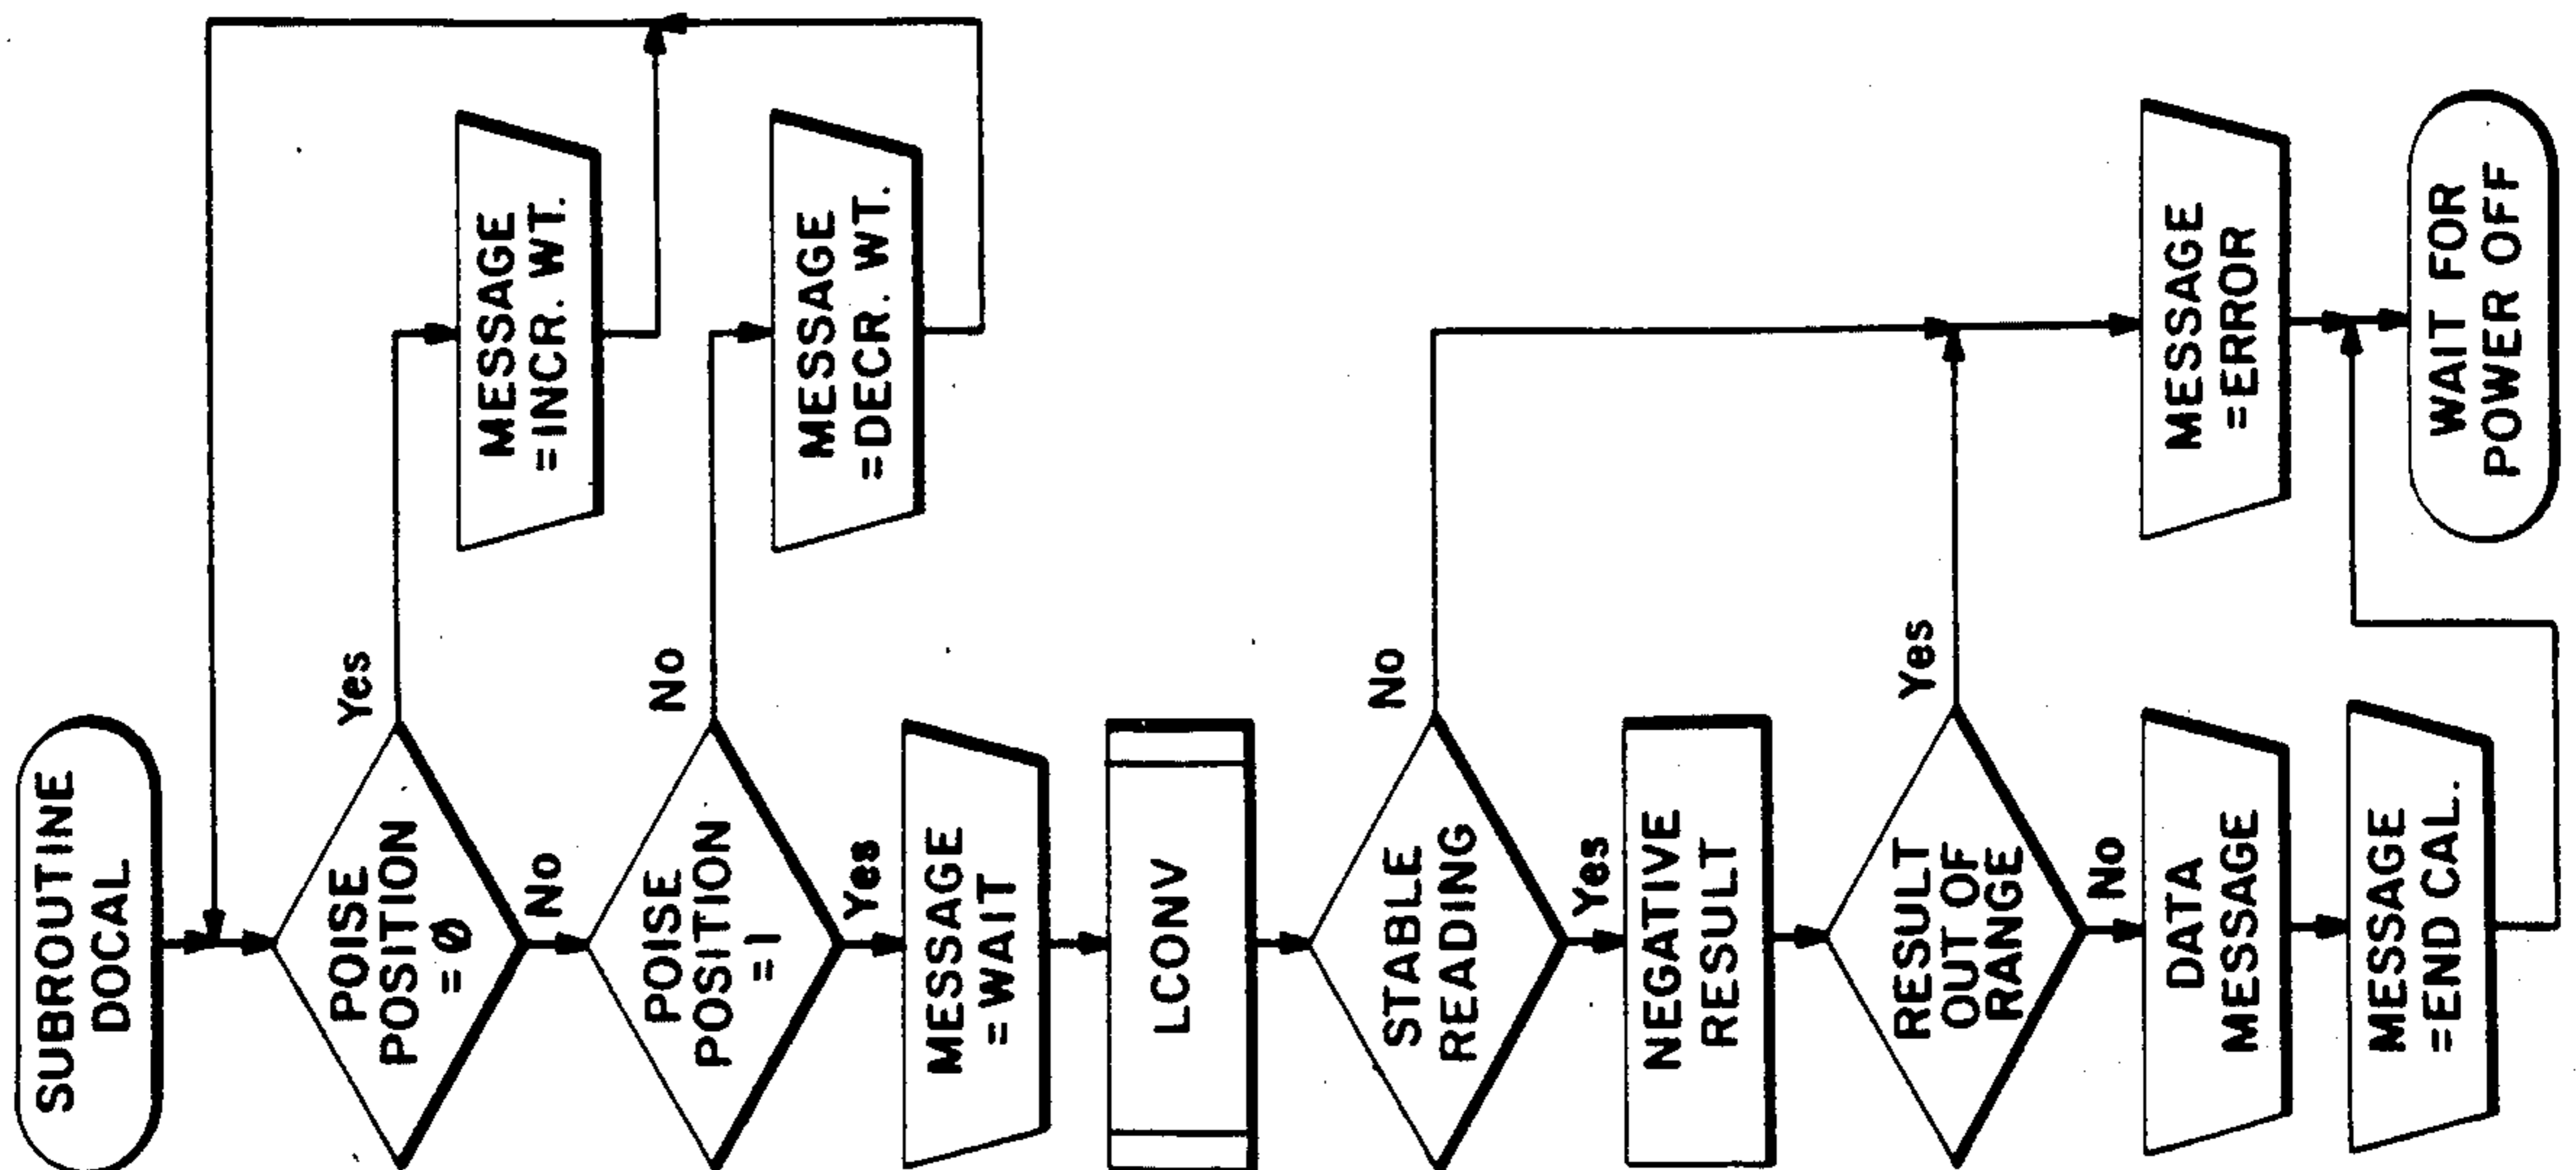 SUBROUTINE
DOCAL
POISE
POSITION
= Ø
Yes
No
MESSAGE
=INCR. WT.
POISE
POSITION
= 1
No
Yes
MESSAGE
=DECR. WT.
MESSAGE
= WAIT
LCONV
STABLE
READING
No
Yes
NEGATIVE
RESULT
RESULT
OUT OF
RANGE
Yes
No
DATA
MESSAGE
MESSAGE
=END CAL.
MESSAGE
=ERROR
WAIT FOR
POWER OFF